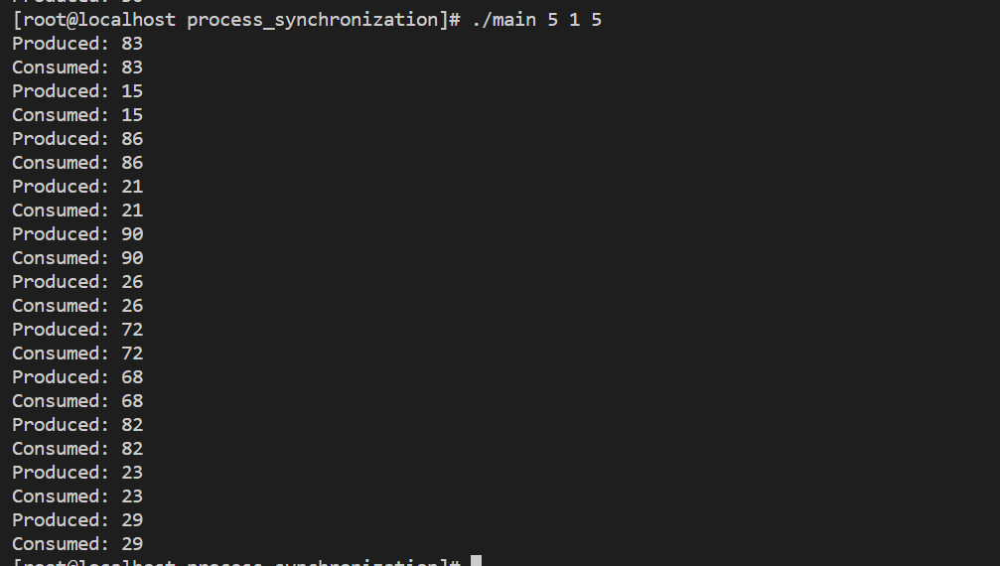 [root@localhost process_synchronization]# ./main 5 1 5
Produced: 83
Consumed: 83
Produced: 15
Consumed: 15
Produced: 86
Consumed: 86
Produced: 21
Consumed: 21
Produced: 90
Consumed: 90
Produced: 26
Consumed: 26
Produced: 72
Consumed: 72
Produced: 68
Consumed: 68
Produced: 82
Consumed: 82
Produced: 23
Consumed: 23
Produced: 29
Consumed: 29
[root@localhost process_synchronization]#